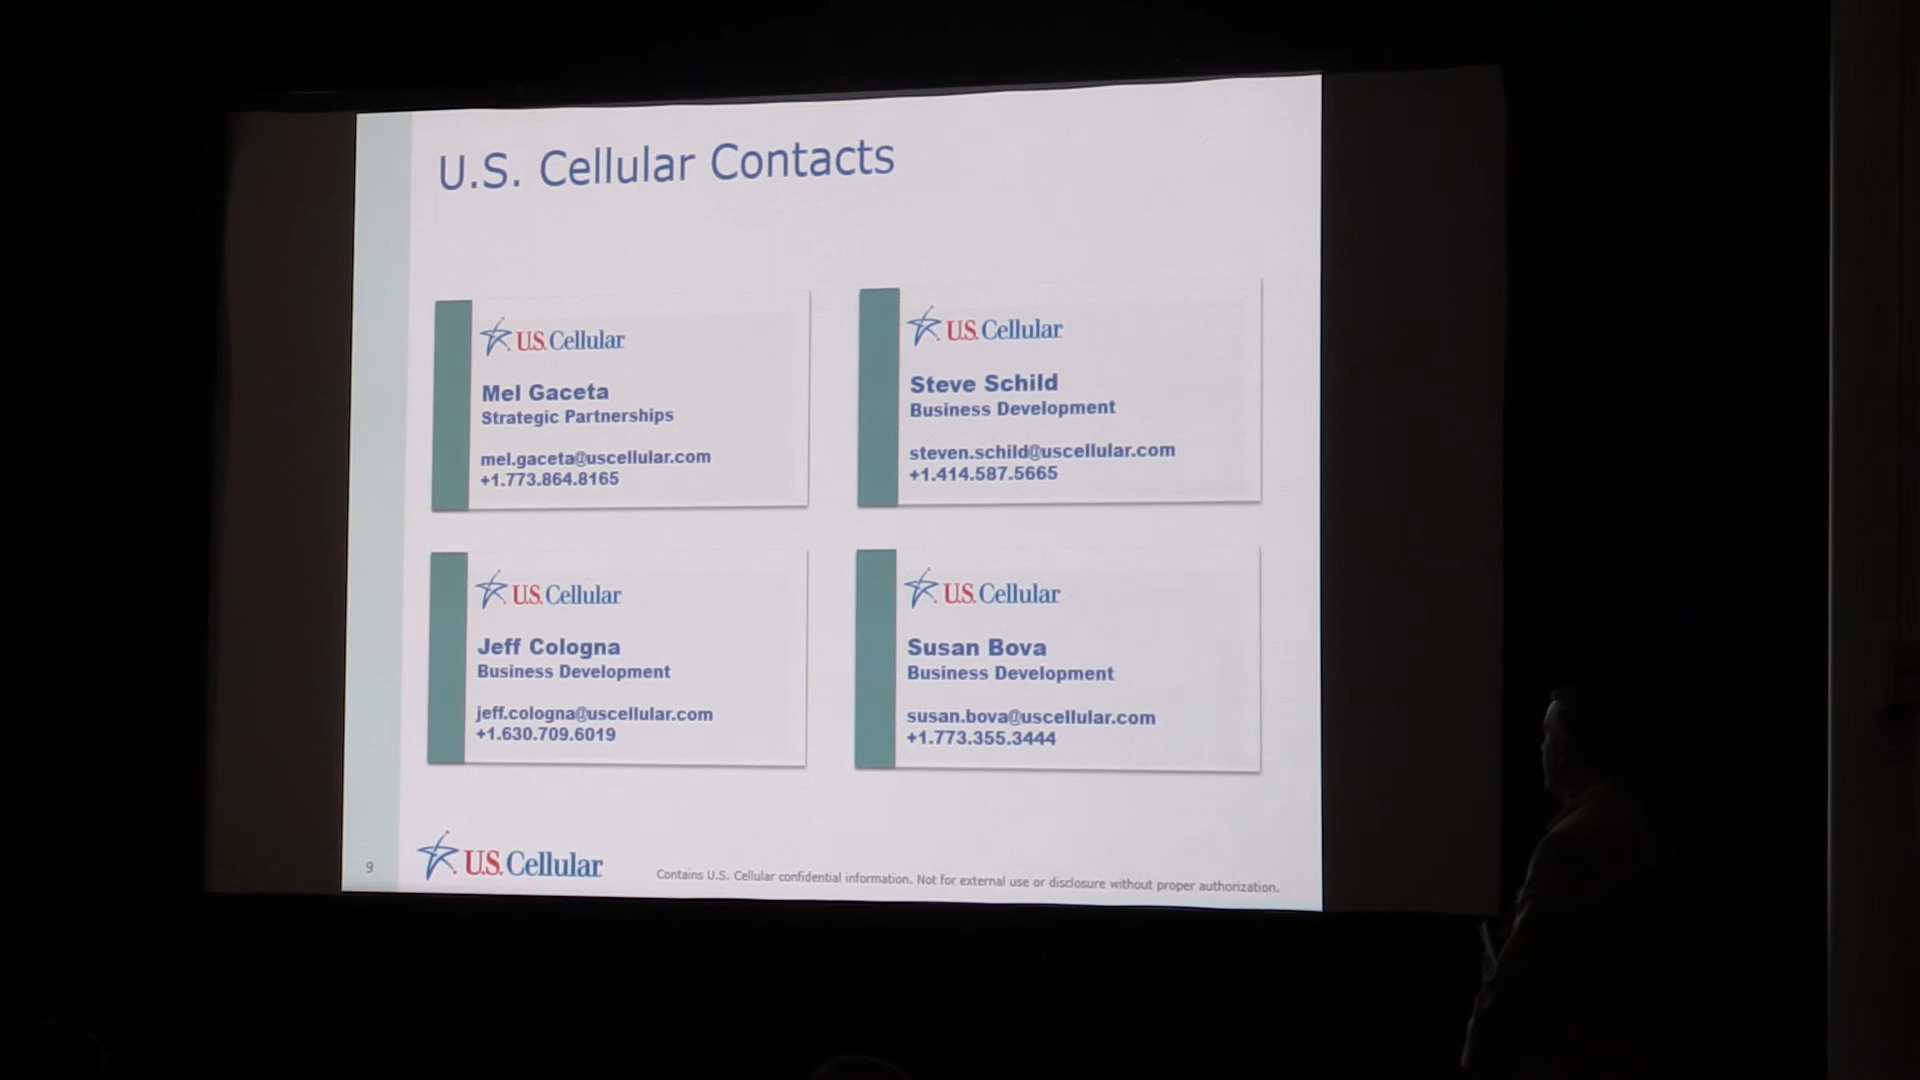 U.S. Cellular Contacts
U.S. Cellular
Mel Gaceta
Strategic Partnerships
mel.gaceta@uscellular.com
+1.773.864.8165
U.S. Cellular
Steve Schild
Business Development
steven.schild@uscellular.com
+1.414.587.5665
U.S. Cellular
Jeff Cologna
Business Development
jeff.cologna@uscellular.com
+1.630.709.6019
U.S. Cellular
Susan Bova
Business Development
susan.bova@uscellular.com
+1.773.355.3444
9
U.S. Cellular
Contains U.S. Cellular confidential information. Not for external use or disclosure without proper authorization.